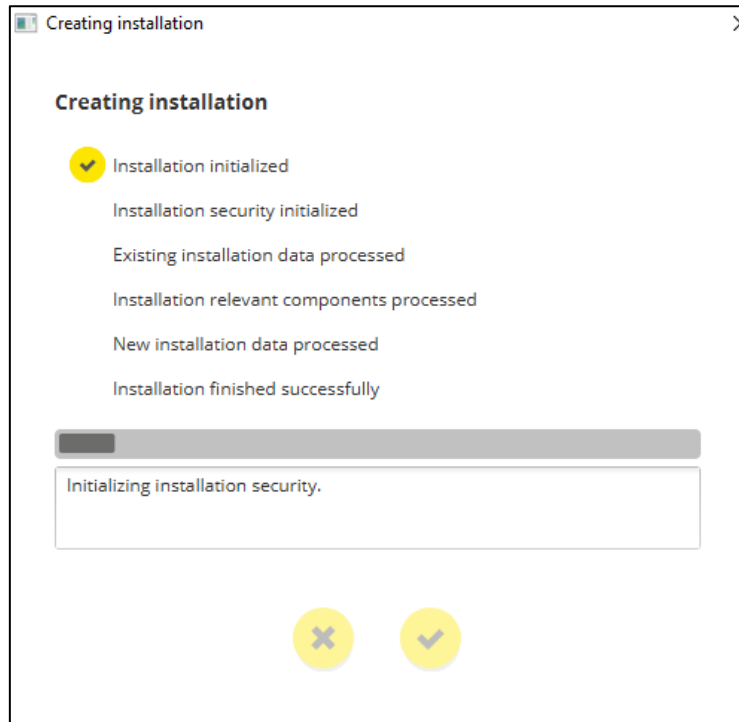 Creating installation
Creating installation
Installation initialized
Installation security initialized
Existing installation data processed
Installation relevant components processed
New installation data processed
Installation finished successfully
Initializing installation security.